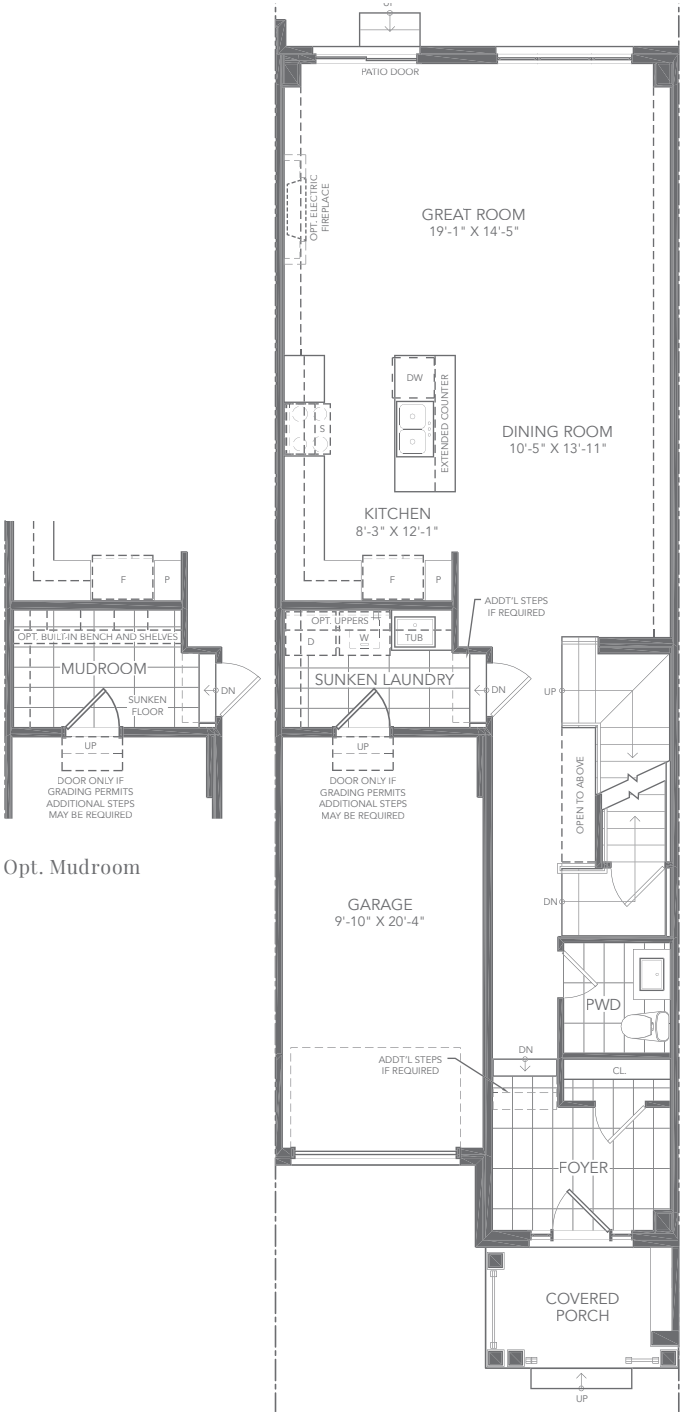 UP
PATIO DOOR
OPT. ELECTRIC
FIREPLACE
GREAT ROOM
19'-1" X 14'-5"
DW
EXTENDED COUNTER
S
DINING ROOM
10'-5" X 13'-11"
KITCHEN
8'-3" X 12'-1"
F
P
F
P
ADDT'L STEPS
IF REQUIRED
OPT. UPPERS
D
W
TUB
OPT. BUILT-IN BENCH AND SHELVES
MUDROOM
SUNKEN
FLOOR
DN
SUNKEN LAUNDRY
DN
UP
UP
UP
DOOR ONLY IF
GRADING PERMITS
ADDITIONAL STEPS
MAY BE REQUIRED
DOOR ONLY IF
GRADING PERMITS
ADDITIONAL STEPS
MAY BE REQUIRED
OPEN TO ABOVE
Opt. Mudroom
GARAGE
9'-10" X 20'-4"
DN
PWD
DN
ADDT'L STEPS
IF REQUIRED
CL.
FOYER
COVERED
PORCH
UP